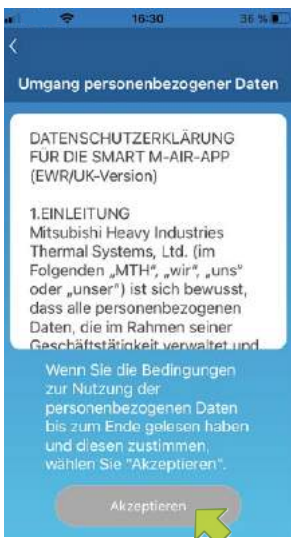 16:30 36 %
Umgang personenbezogener Daten
DATENSCHUTZERKLÄRUNG
FÜR DIE SMART M-AIR-APP
(EWR/UK-Version)
1.EINLEITUNG
Mitsubishi Heavy Industries
Thermal Systems, Ltd. (im
Folgenden „MTH“, „wir“, „uns“
oder „unser“) ist sich bewusst,
dass alle personenbezogenen
Daten, die im Rahmen seiner
Geschäftstätigkeit verwaltet und
Wenn Sie die Bedingungen
zur Nutzung der
personenbezogenen Daten
bis zum Ende gelesen haben
und diesen zustimmen,
wählen Sie "Akzeptieren".
Akzeptieren